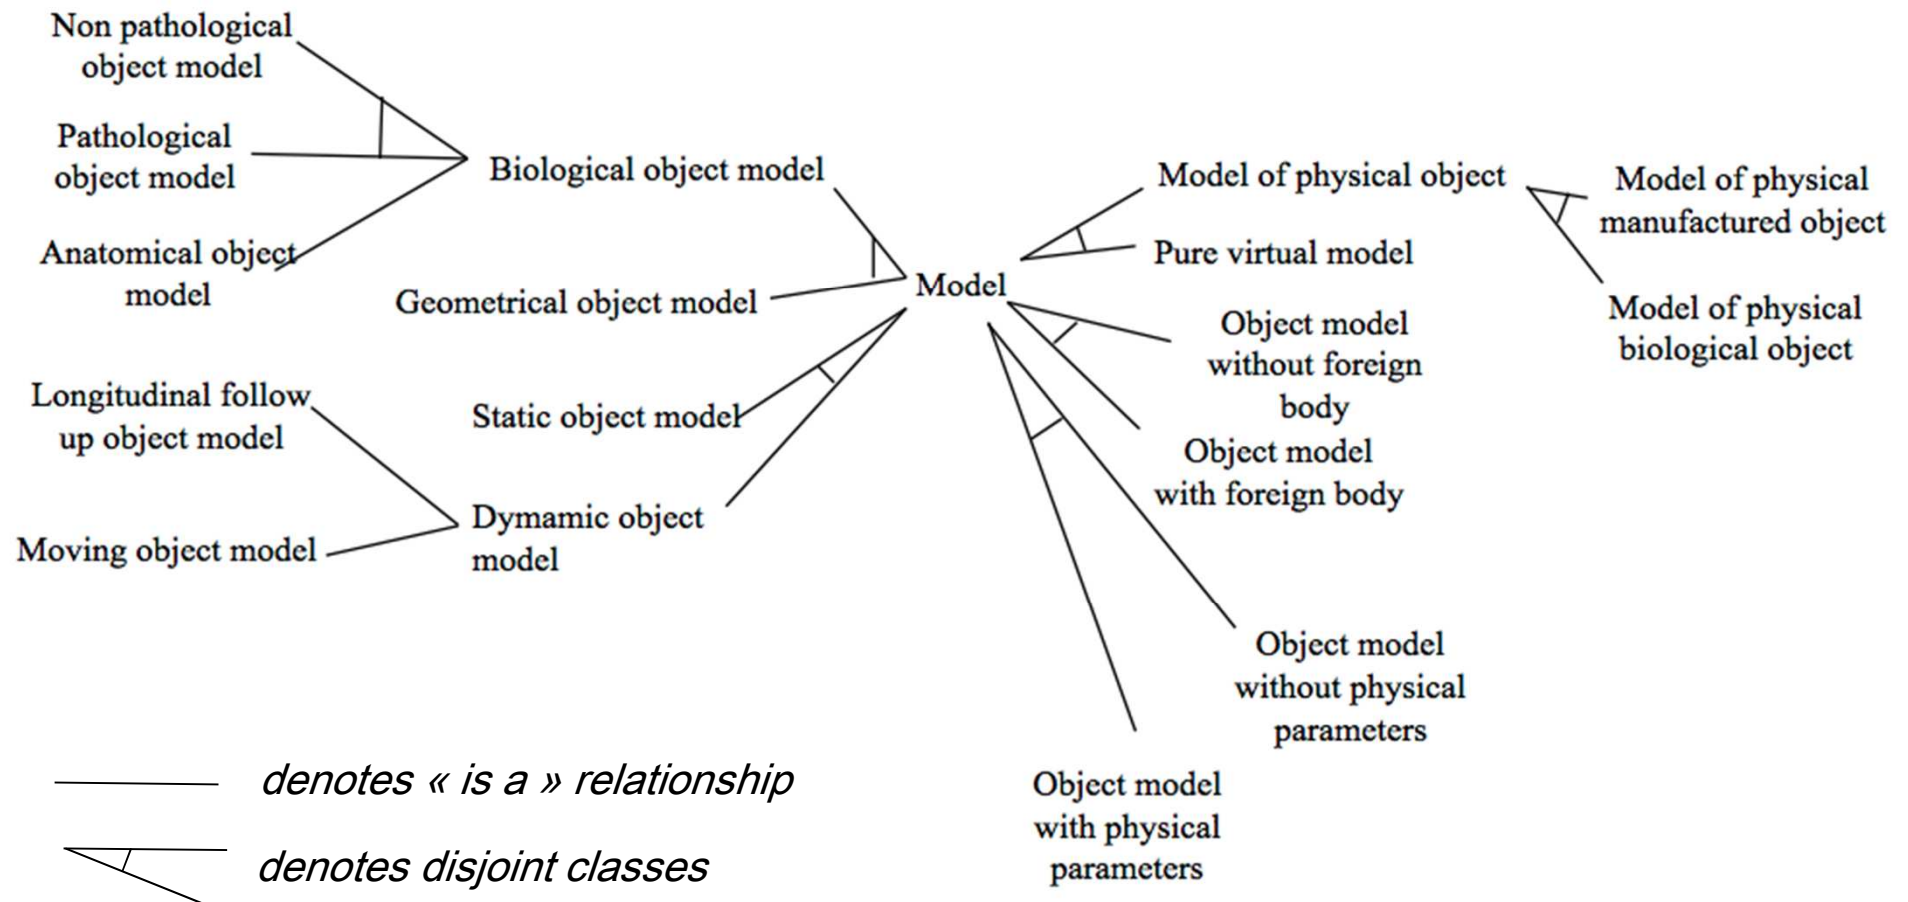 Non pathological
object model
Pathological
object model
Anatomical object
model
Biological object model
Geometrical object model
Longitudinal follow
up object model
Moving object model
Static object model
Dymamic object
model
Model
Model of physical object
Pure virtual model
Model of physical
manufactured object
Model of physical
biological object
Object model
without foreign
body
Object model
with foreign body
Object model
without physical
parameters
Object model
with physical
parameters
denotes « is a » relationship
denotes disjoint classes